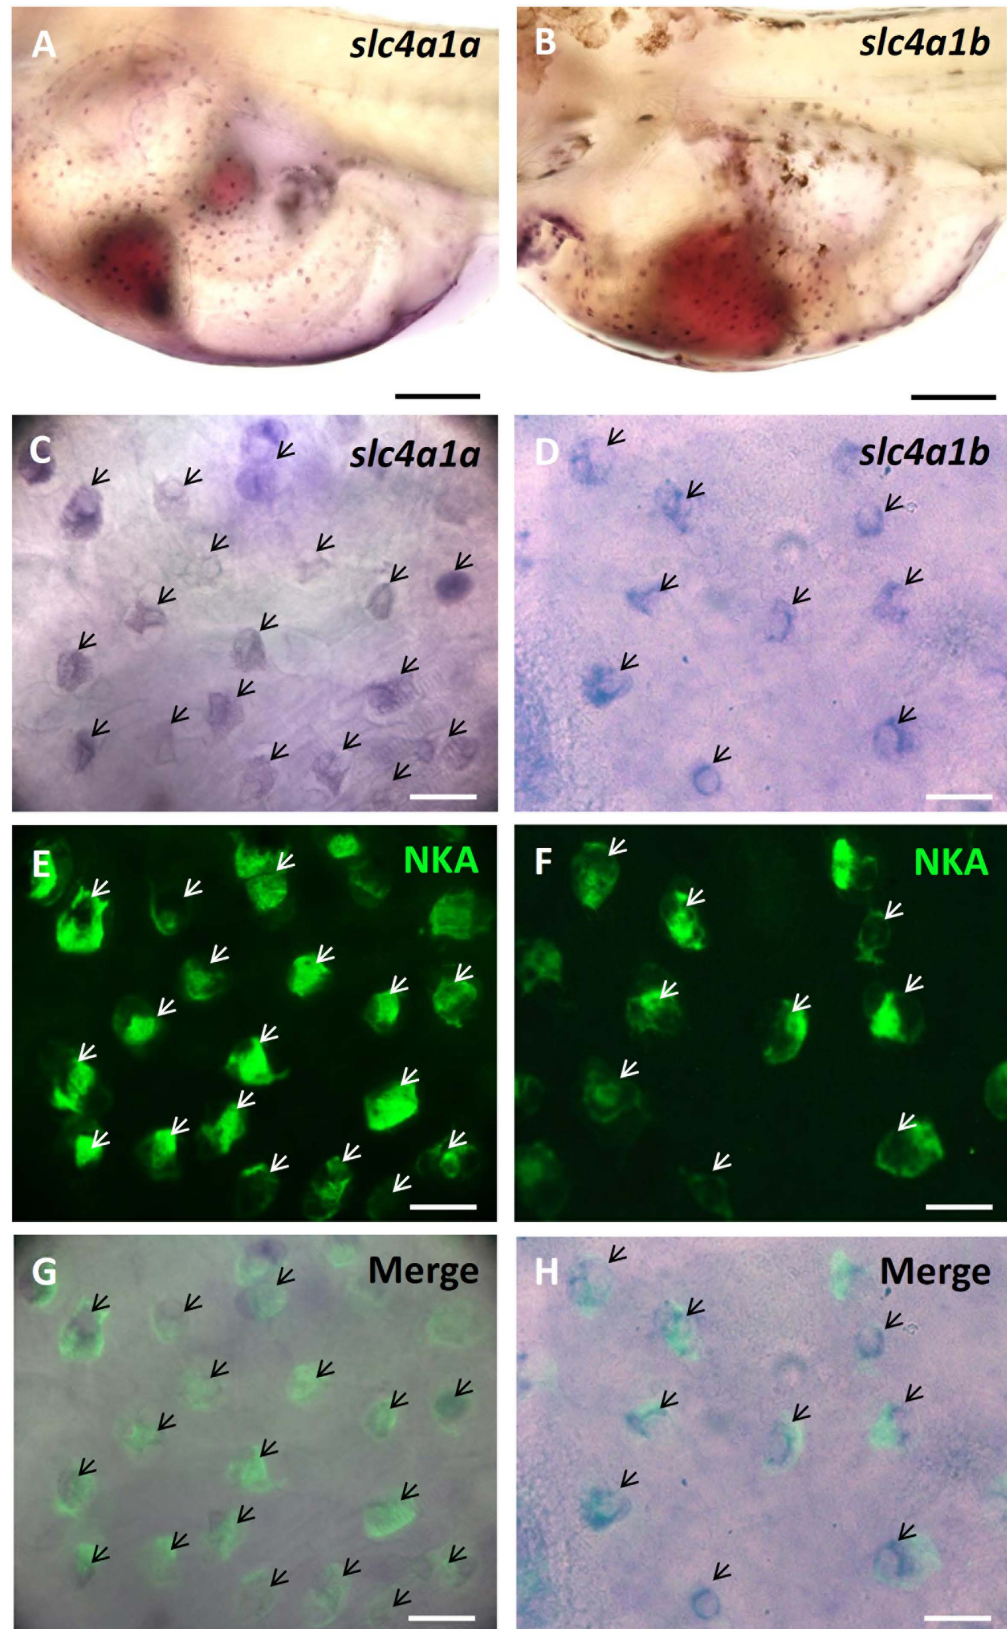 A slc4a1a
B slc4a1b
C slc4a1a
D slc4a1b
E NKA
F NKA
G Merge
H Merge